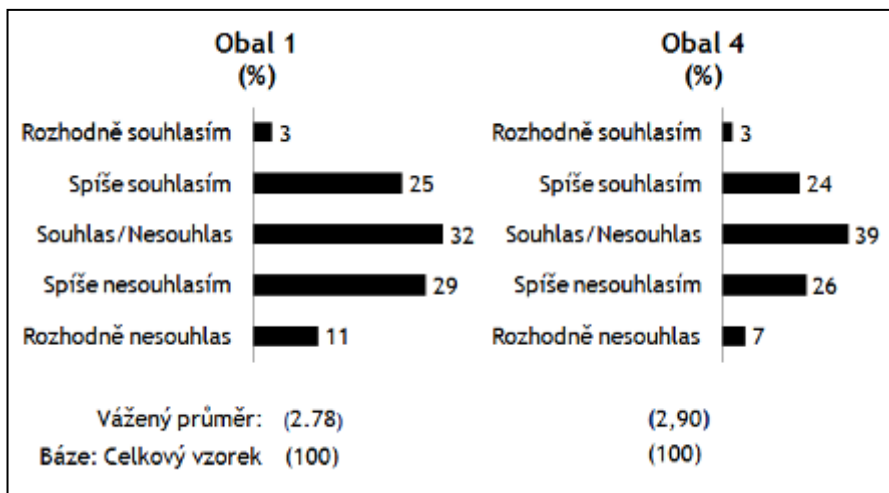 Obal 1
(%)
Rozhodně souhlasím 3
Spíše souhlasím 25
Souhlas/Nesouhlas 32
Spíše nesouhlasím 29
Rozhodně nesouhlas 11
Vážený průměr: (2.78)
Báze: Celkový vzorek (100)
Obal 4
(%)
Rozhodně souhlasím 3
Spíše souhlasím 24
Souhlas/Nesouhlas 39
Spíše nesouhlasím 26
Rozhodně nesouhlas 7
(2,90)
(100)